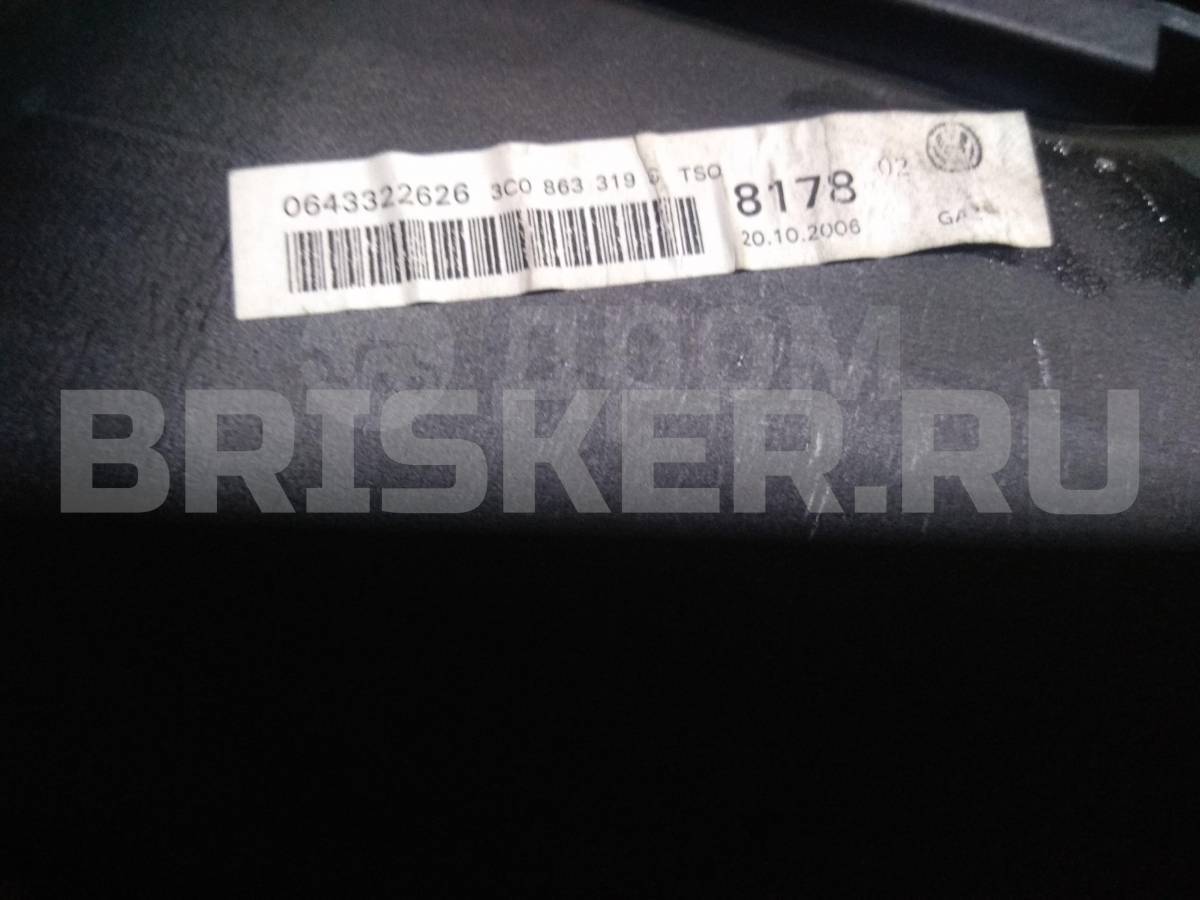 0643322626 3C0 863 319 TSO 8178 02
20.10.2006
BRISKER.RU